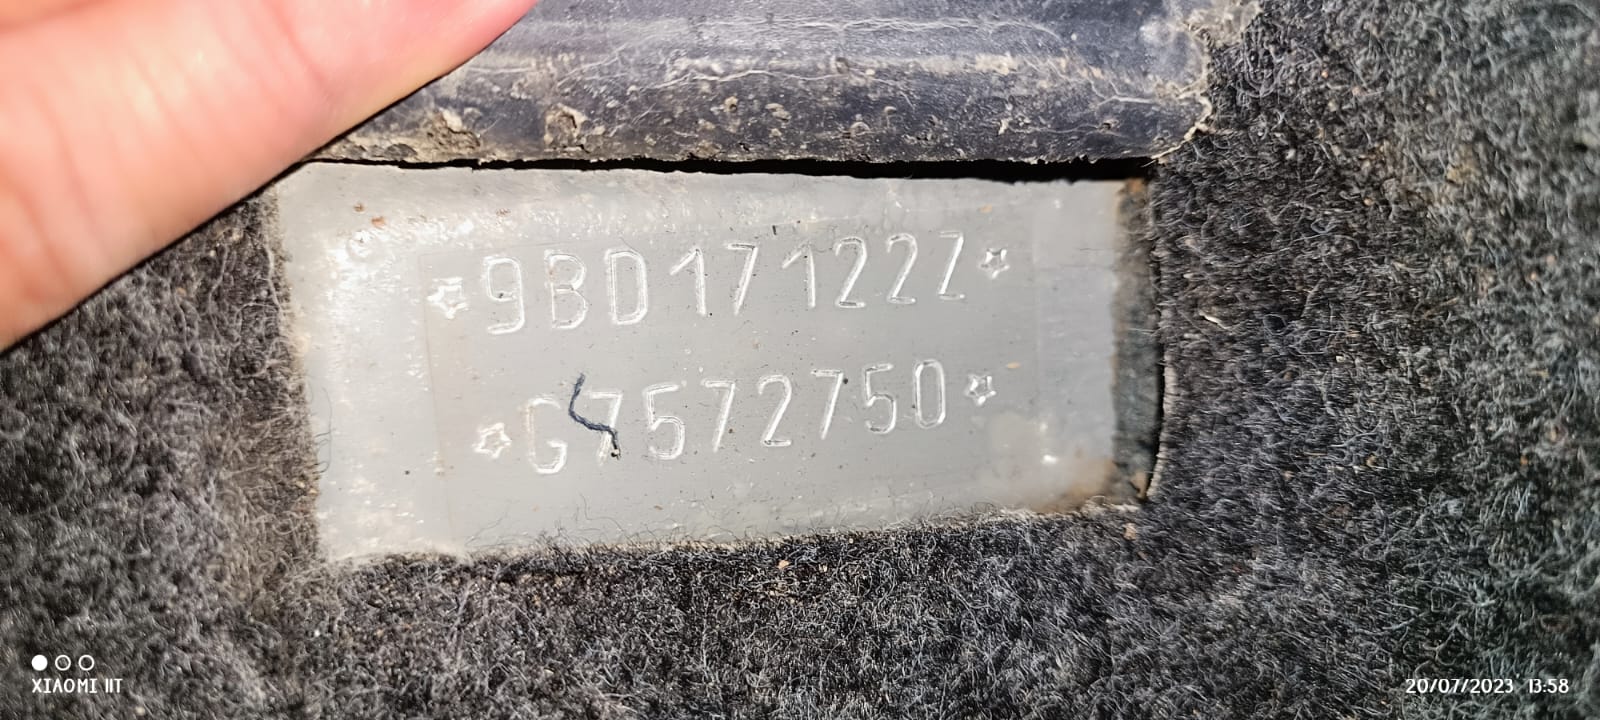 ☆9BD17122Z☆
☆G7572750☆
XIAOMI 11T
20/07/2023 13:58